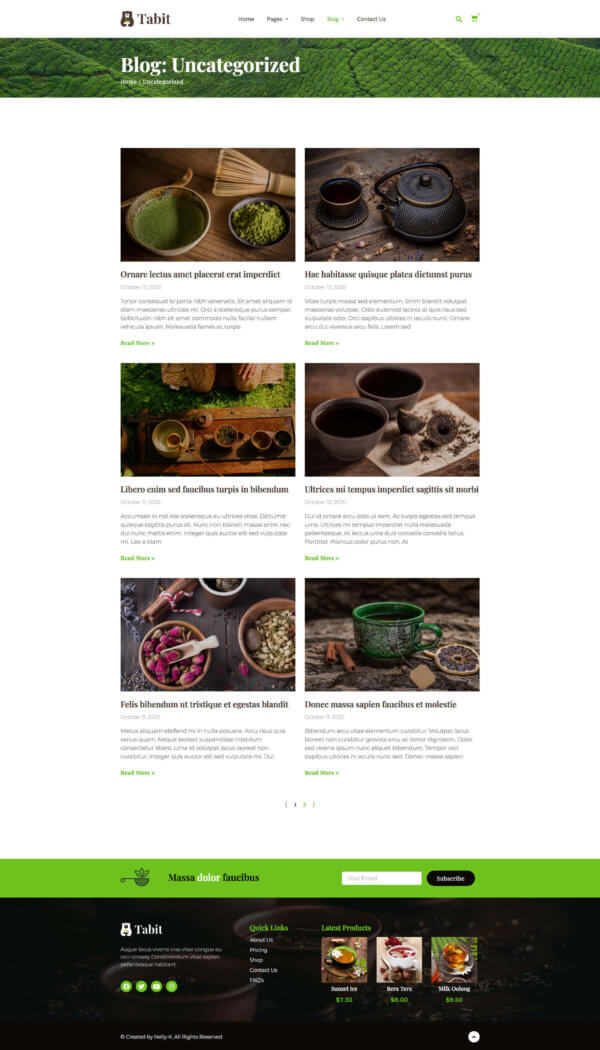 Tabit
Home Pages Shop Blog Contact Us
Blog: Uncategorized
Home / Uncategorized
Ornare lectus amet placerat erat imperdiet
October 15, 2020
Tortor consequat id porta nibh venenatis. Sit amet aliquam id
diam maecenas ultricies mi. Orci a scelerisque purus semper.
Sollicitudin nibh sit amet commodo nulla facilisi nullam
vehicula ipsum. Malesuada fames ac turpis
Read More »
Hac habitasse quisque platea dictumst purus
October 13, 2020
Vitae turpis massa sed elementum. Enim blandit volutpat
maecenas volutpat. Odio euismod lacinia at quis risus sed
vulputate odio. Orci dapibus ultrices in iaculis nunc. Ornare
arcu dui vivamus arcu felis. Lorem sed
Read More »
Libero enim sed faucibus turpis in bibendum
October 11, 2020
Accumsan in nisl nisi scelerisque eu ultrices vitae. Dictumst
quisque sagittis purus sit. Nunc non blandit massa enim nec
dui nunc mattis enim. Integer quis auctor elit sed vulputate
mi. Leo a diam
Read More »
Ultrices mi tempus imperdiet sagittis sit morbi
October 10, 2020
Dui id ornare arcu odio ut sem. Ac turpis egestas sed tempus
urna. Ultrices mi tempus imperdiet nulla malesuada
pellentesque. At lectus urna duis convallis convallis tellus.
Porttitor rhoncus dolor purus non. At
Read More »
Felis bibendum ut tristique et egestas blandit
October 9, 2020
Metus aliquam eleifend mi in nulla posuere. Arcu risus quis
varius quam. Neque laoreet suspendisse interdum
consectetur libero. Urna id volutpat lacus laoreet non
curabitur. Integer quis auctor elit sed vulputate mi. Dui
Read More »
Donec massa sapien faucibus et molestie
October 9, 2020
Bibendum arcu vitae elementum curabitur. Volutpat lacus
laoreet non curabitur gravida arcu ac tortor dignissim. Dolor
sed viverra ipsum nunc aliquet bibendum. Tempor orci
dapibus ultrices in iaculis nunc sed. Donec massa sapien
Read More »
1 2
Massa dolor faucibus
Your Email
Subscribe
Tabit
Augue lacus viverra cras vitae congue eu
orci consea. Condimentum vitae sapien
pellentesque habitant.
Quick Links
About Us
Pricing
Shop
Contact Us
FAQ's
Latest Products
Sunset Ice
$7.30
Bers Ters
$8.00
Milk Oolong
$9.50
© Created by Nelly-K. All Rights Reserved